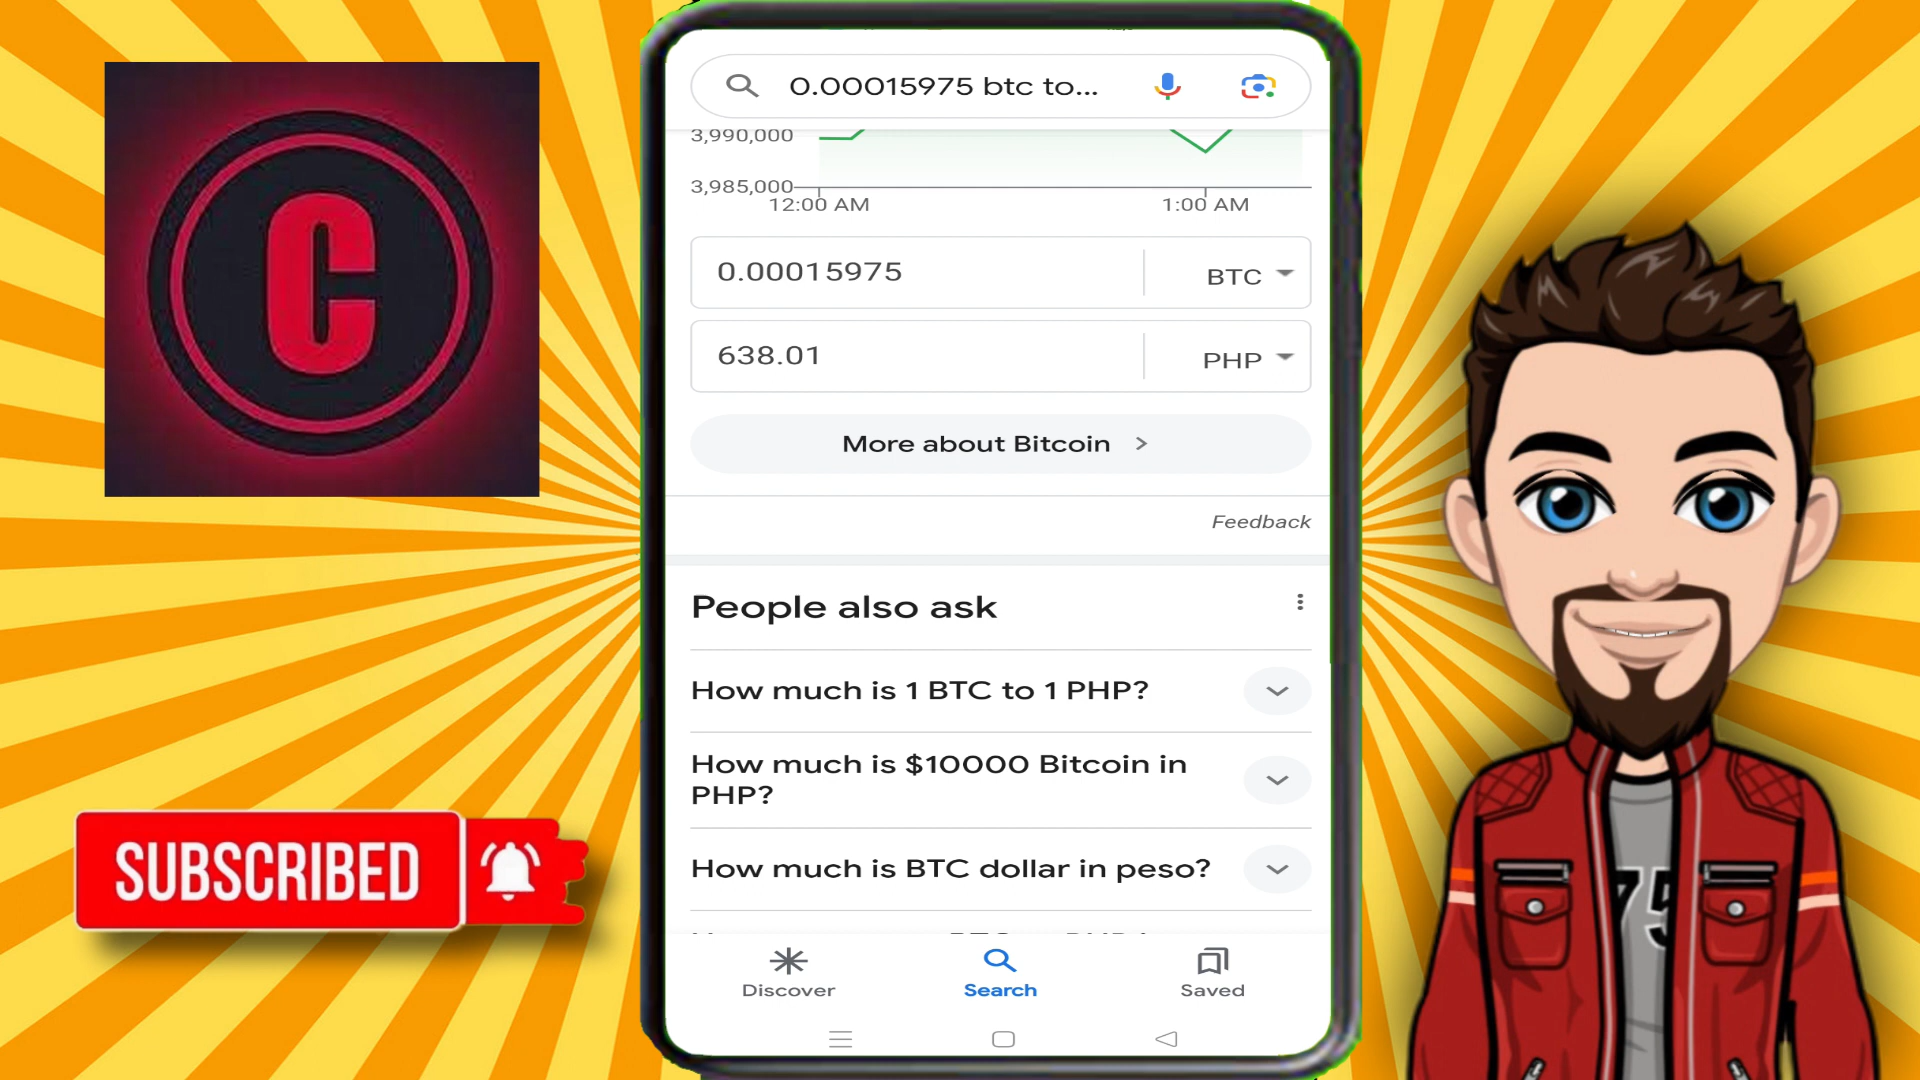 C
0.00015975 btc to...
3,990,000
3,985,000
12:00 AM 1:00 AM
0.00015975 BTC
638.01 PHP
More about Bitcoin >
Feedback
People also ask
How much is 1 BTC to 1 PHP?
How much is $10000 Bitcoin in
PHP?
How much is BTC dollar in peso?
Discover Search Saved
SUBSCRIBED
75